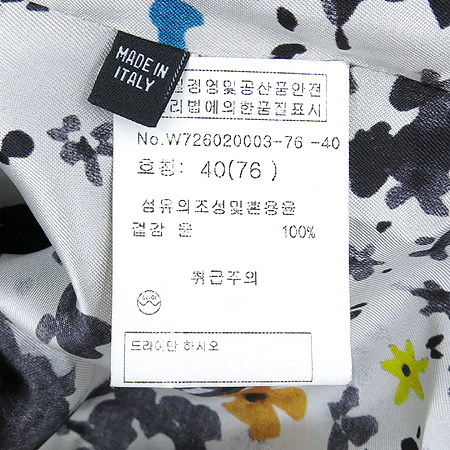 MADE IN
ITALY
경영및공산품안전
리법에의한품질표시
No.W726020003-76 -40
호칭: 40(76 )
섬유의조성및혼용율
겉감 울 100%
취급주의
드라이만 하시오